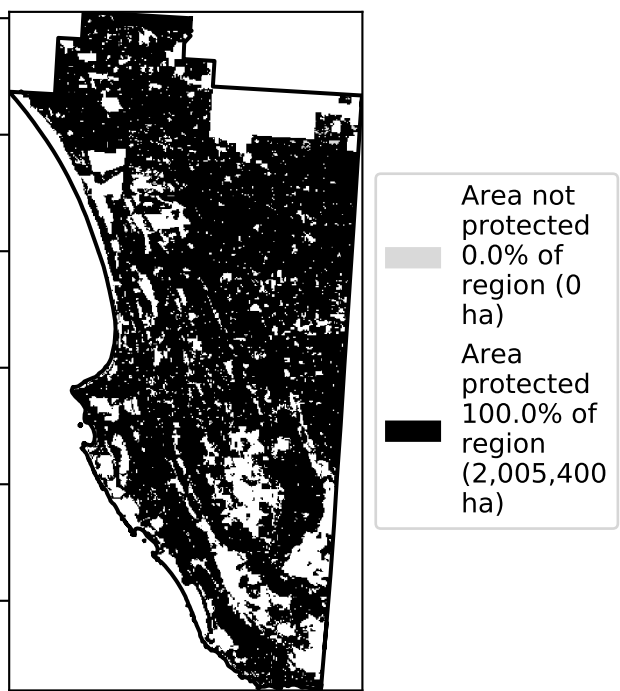 Area not
protected
0.0% of
region (0
ha)
Area
protected
100.0% of
region
(2,005,400
ha)